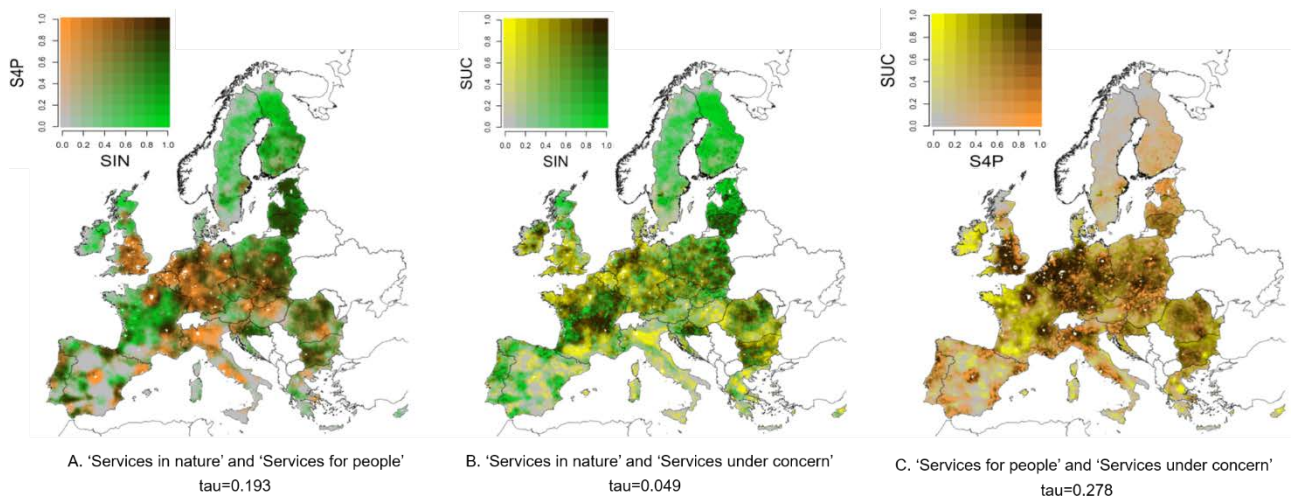 S4P
0.0 0.2 0.4 0.6 0.8 1.0
0.0 0.2 0.4 0.6 0.8 1.0
SIN
SUC
0.0 0.2 0.4 0.6 0.8 1.0
0.0 0.2 0.4 0.6 0.8 1.0
SIN
SUC
0.0 0.2 0.4 0.6 0.8 1.0
0.0 0.2 0.4 0.6 0.8 1.0
S4P
A. ‘Services in nature’ and ‘Services for people’
tau=0.193
B. ‘Services in nature’ and ‘Services under concern’
tau=0.049
C. ‘Services for people’ and ‘Services under concern’
tau=0.278